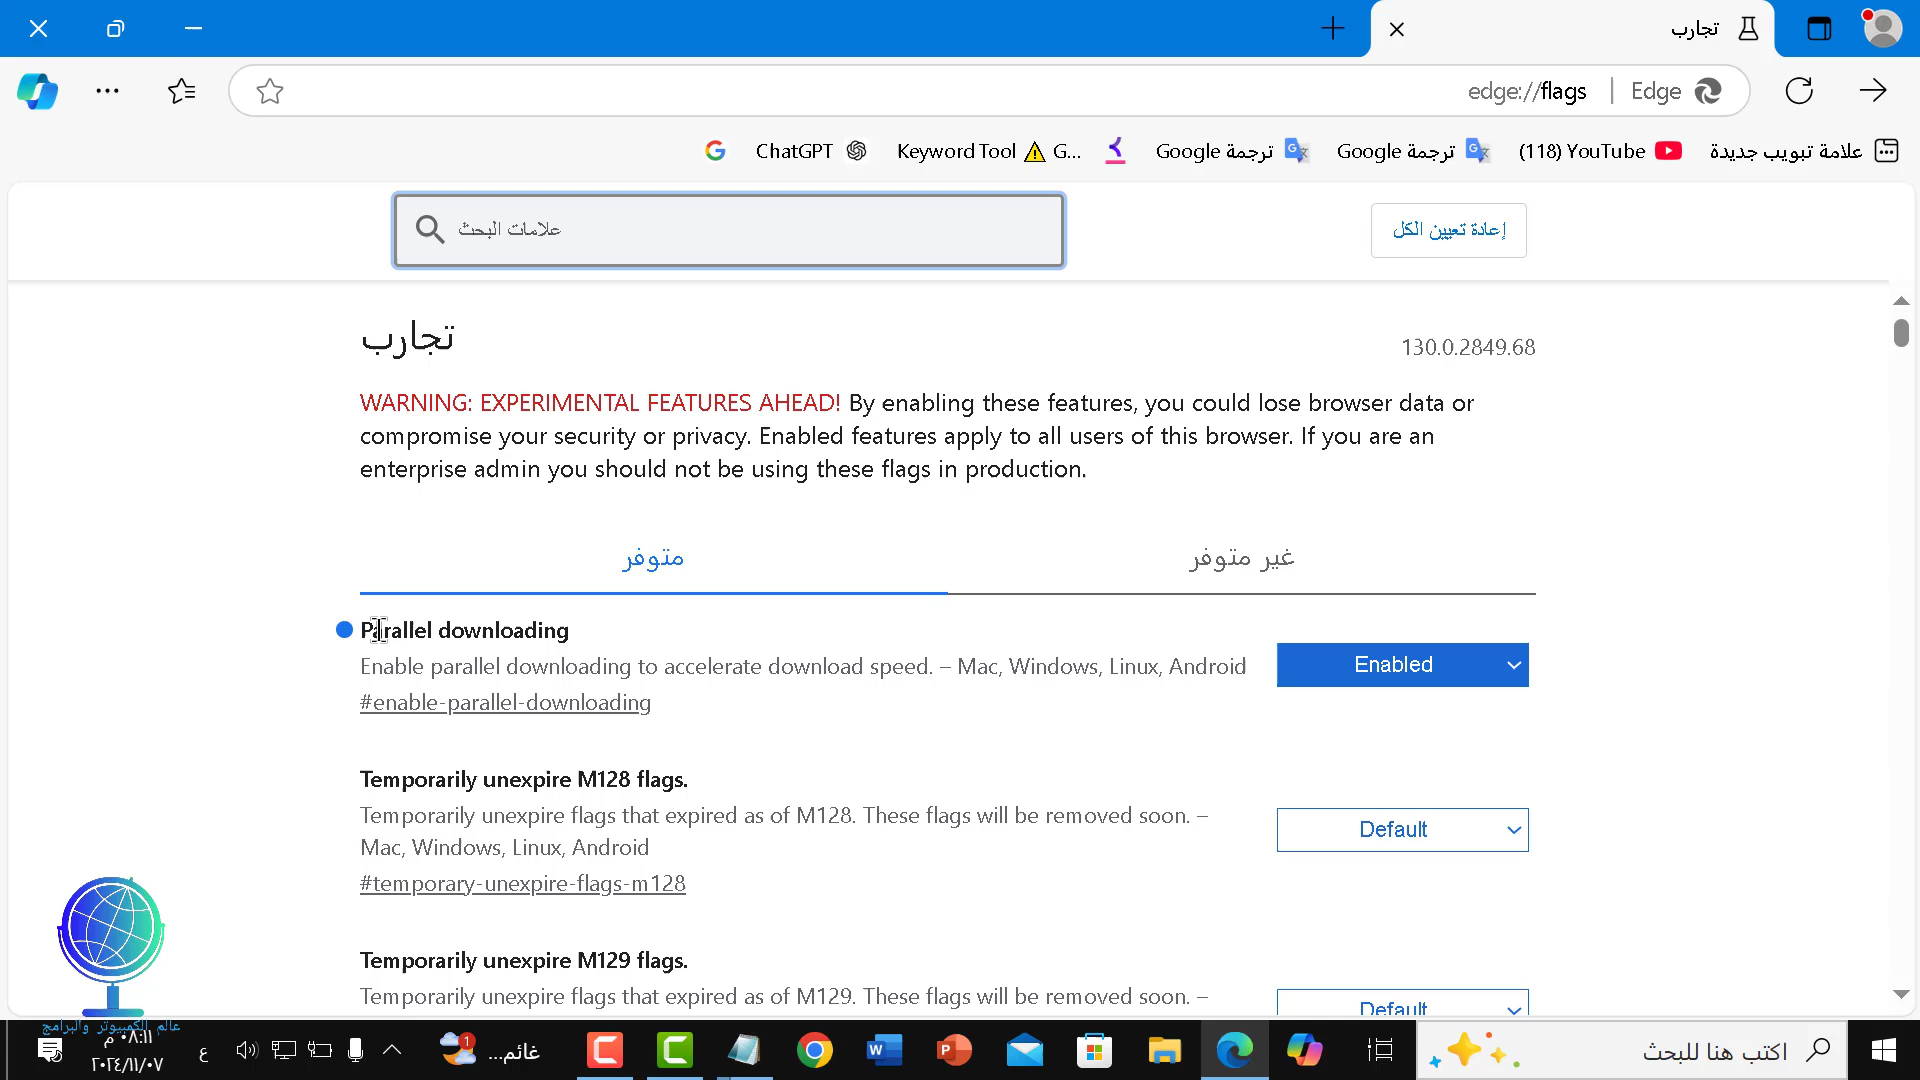 تجارب
edge://flags | Edge
علامة تبويب جديدة
(118) YouTube
ترجمة Google
ترجمة Google
Keyword Tool ⚠ G...
ChatGPT
علامات البحث
إعادة تعيين الكل
تجارب
130.0.2849.68
WARNING: EXPERIMENTAL FEATURES AHEAD! By enabling these features, you could lose browser data or
compromise your security or privacy. Enabled features apply to all users of this browser. If you are an
enterprise admin you should not be using these flags in production.
متوفر
غير متوفر
Parallel downloading
Enable parallel downloading to accelerate download speed. – Mac, Windows, Linux, Android
#enable-parallel-downloading
Enabled
Temporarily unexpire M128 flags.
Temporarily unexpire flags that expired as of M128. These flags will be removed soon. –
Mac, Windows, Linux, Android
#temporary-unexpire-flags-m128
Default
Temporarily unexpire M129 flags.
Temporarily unexpire flags that expired as of M129. These flags will be removed soon. –
Default
عالم الكمبيوتر والبرامج
اكتب هنا للبحث
غائم...
1
ع
٠٨:١١ م
٢٠٢٤/١١/٠٧